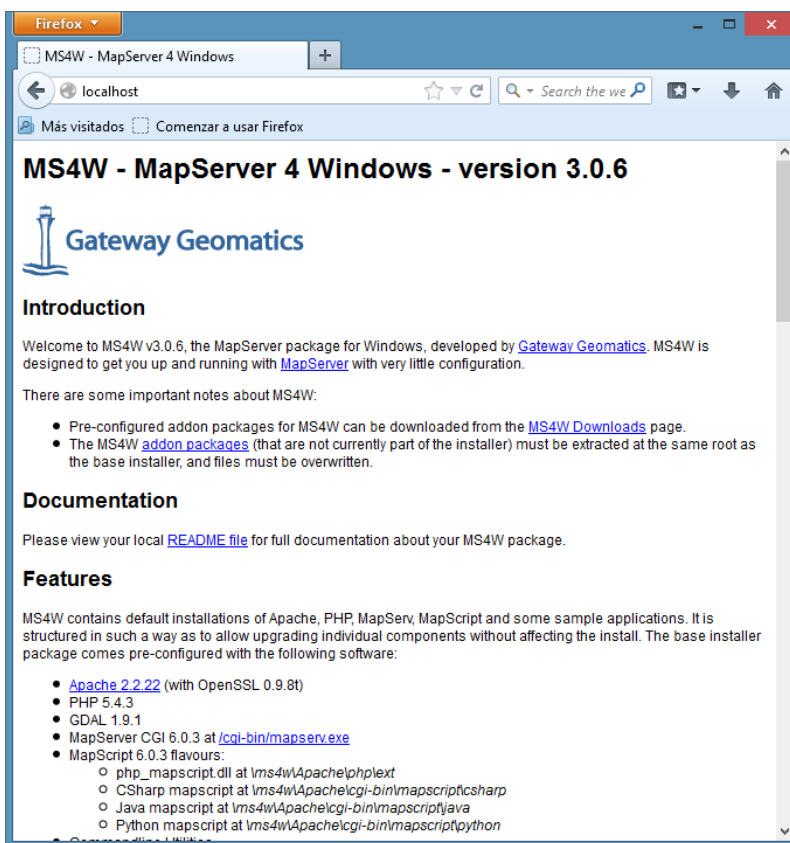 Firefox
MS4W - MapServer 4 Windows
localhost
Search the we
Más visitados
Comenzar a usar Firefox
MS4W - MapServer 4 Windows - version 3.0.6
Gateway Geomatics
Introduction
Welcome to MS4W v3.0.6, the MapServer package for Windows, developed by Gateway Geomatics. MS4W is
designed to get you up and running with MapServer with very little configuration.
There are some important notes about MS4W:
Pre-configured addon packages for MS4W can be downloaded from the MS4W Downloads page.
The MS4W addon packages (that are not currently part of the installer) must be extracted at the same root as
the base installer, and files must be overwritten.
Documentation
Please view your local README file for full documentation about your MS4W package.
Features
MS4W contains default installations of Apache, PHP, MapServ, MapScript and some sample applications. It is
structured in such a way as to allow upgrading individual components without affecting the install. The base installer
package comes pre-configured with the following software:
Apache 2.2.22 (with OpenSSL 0.9.8t)
PHP 5.4.3
GDAL 1.9.1
MapServer CGI 6.0.3 at /cgi-bin/mapserv.exe
MapScript 6.0.3 flavours:
php_mapscript.dll at \ms4w\Apache\php\ext
CSharp mapscript at \ms4w\Apache\cgi-bin\mapscript\csharp
Java mapscript at \ms4w\Apache\cgi-bin\mapscript\java
Python mapscript at \ms4w\Apache\cgi-bin\mapscript\python